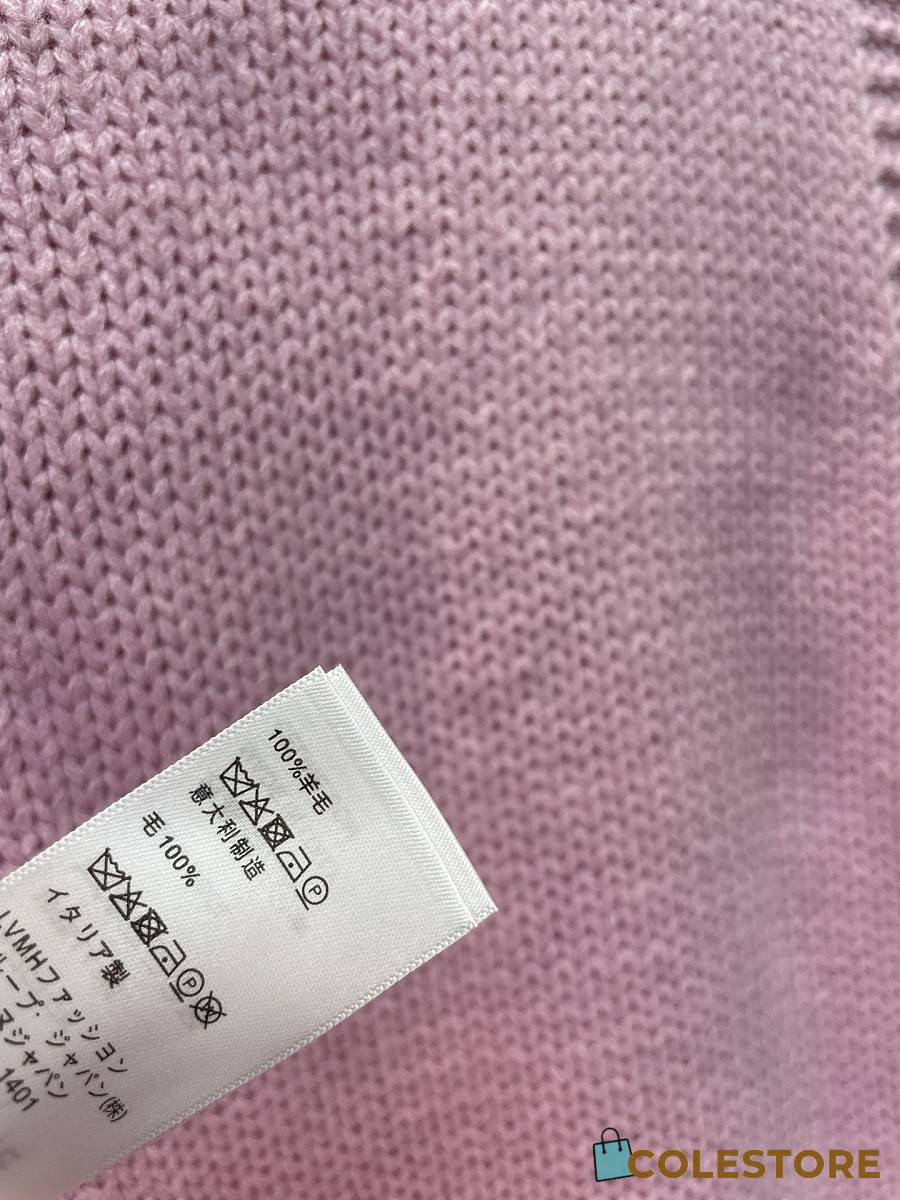 100%羊毛
P
意大利制造
毛 100%
P
イタリア製
LVMHファッション
ループ・ジャパン(株)
ヌジャパン
1401
COLESTORE